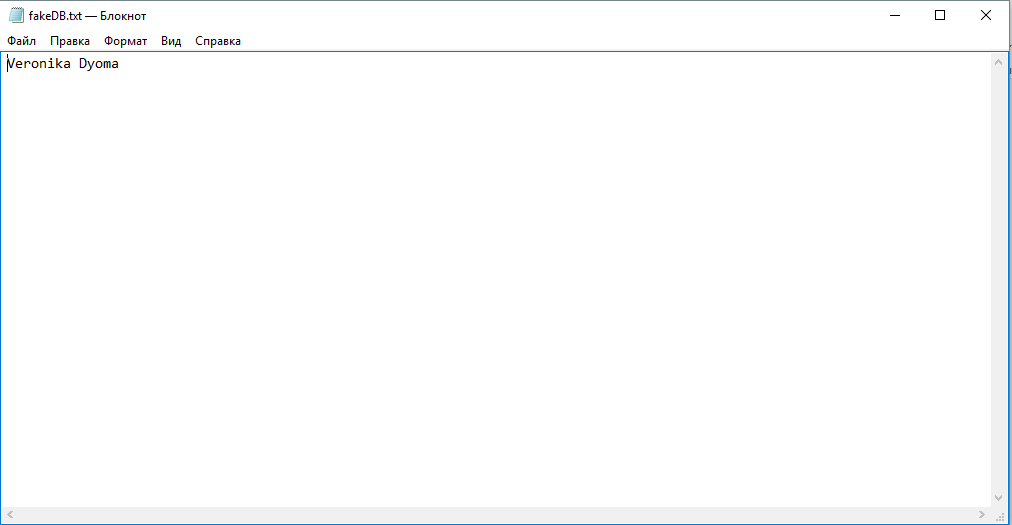 fakeDB.txt — Блокнот
Файл Правка Формат Вид Справка
Veronika Dyoma